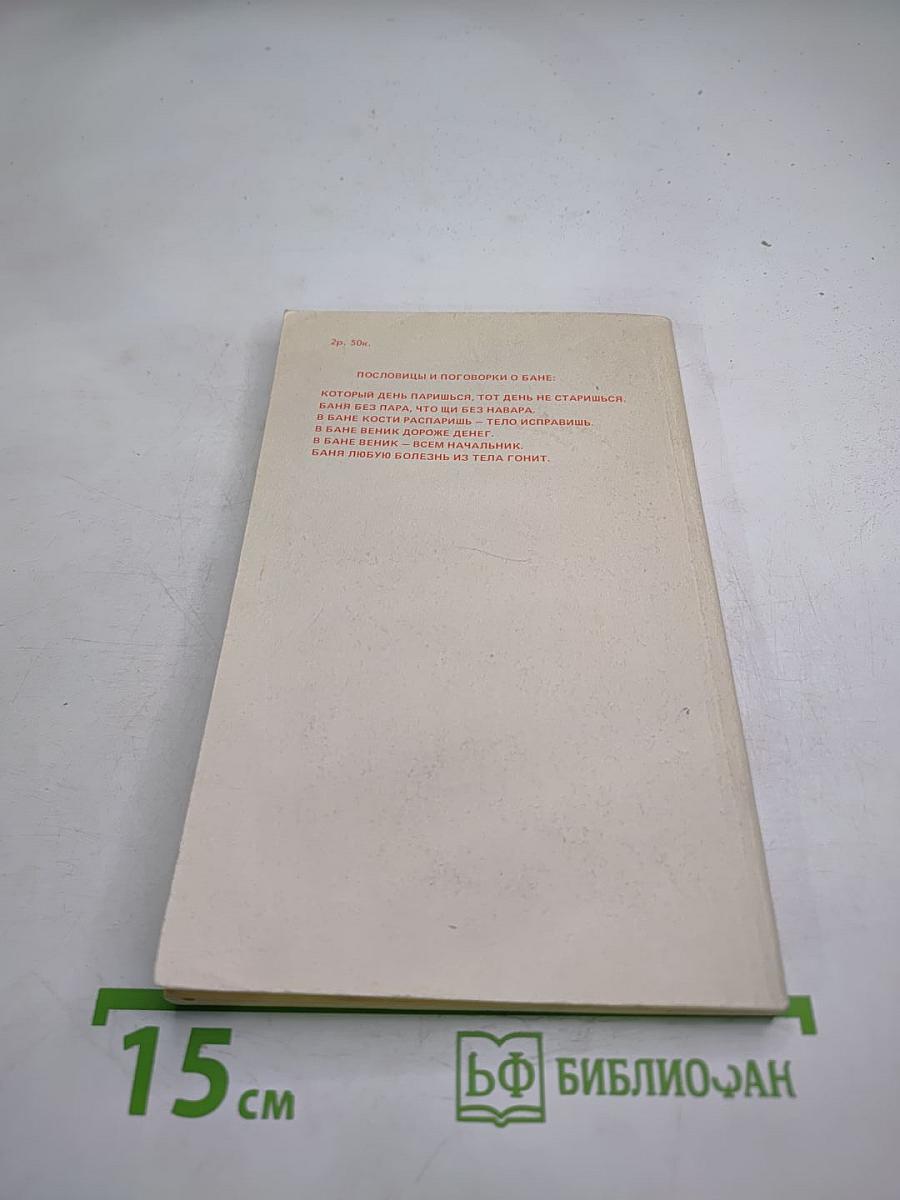 2р. 50к.
ПОСЛОВИЦЫ И ПОГОВОРКИ О БАНЕ:
КОТОРЫЙ ДЕНЬ ПАРИШЬСЯ, ТОТ ДЕНЬ НЕ СТАРИШЬСЯ.
БАНЯ БЕЗ ПАРА, ЧТО ЩИ БЕЗ НАВАРА.
В БАНЕ КОСТИ РАСПАРИШЬ — ТЕЛО ИСПРАВИШЬ.
В БАНЕ ВЕНИК ДОРОЖЕ ДЕНЕГ.
В БАНЕ ВЕНИК — ВСЕМ НАЧАЛЬНИК.
БАНЯ ЛЮБУЮ БОЛЕЗНЬ ИЗ ТЕЛА ГОНИТ.
15 см
БФ БИБЛИОФАН